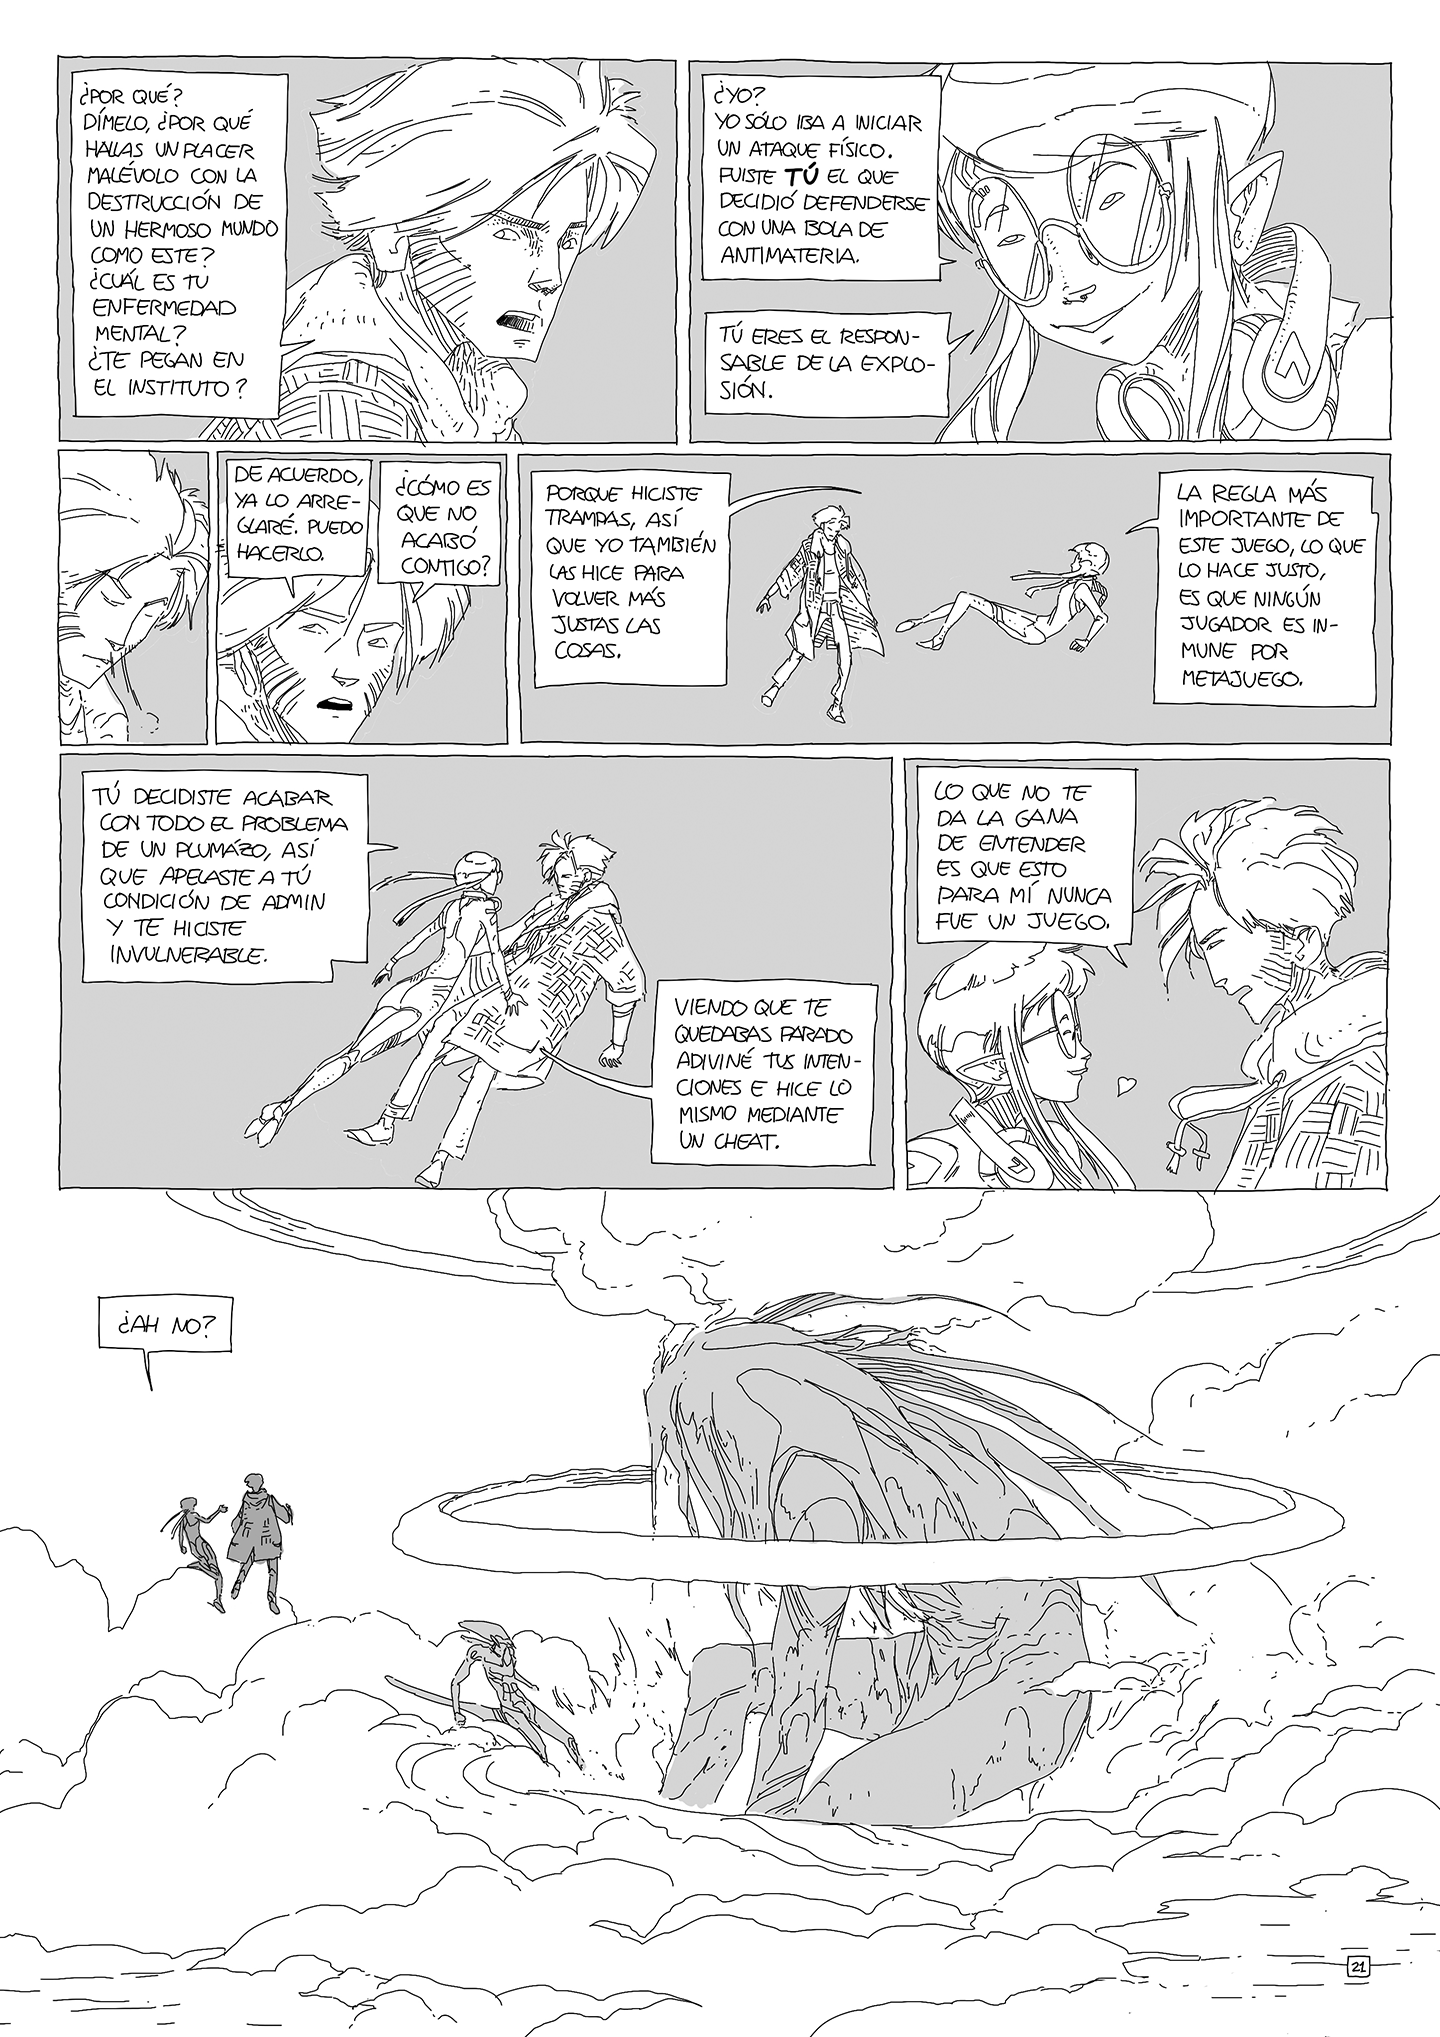 ¿POR QUÉ?
DÍMELO, ¿POR QUÉ
HALLAS UN PLACER
MALÉVOLO CON LA
DESTRUCCIÓN DE
UN HERMOSO MUNDO
COMO ESTE?
¿CUÁL ES TU
ENFERMEDAD
MENTAL?
¿TE PEGAN EN
EL INSTITUTO?
¿YO?
YO SÓLO IBA A INICIAR
UN ATAQUE FÍSICO.
FUISTE TÚ EL QUE
DECIDIÓ DEFENDERSE
CON UNA BOLA DE
ANTIMATERIA.
TÚ ERES EL RESPON-
SABLE DE LA EXPLO-
SIÓN.
DE ACUERDO,
YA LO ARRE-
GLARÉ. PUEDO
HACERLO.
¿CÓMO ES
QUE NO
ACABÓ
CONTIGO?
PORQUE HICISTE
TRAMPAS, ASÍ
QUE YO TAMBIÉN
LAS HICE PARA
VOLVER MÁS
JUSTAS LAS
COSAS.
LA REGLA MÁS
IMPORTANTE DE
ESTE JUEGO, LO QUE
LO HACE JUSTO,
ES QUE NINGÚN
JUGADOR ES IN-
MUNE POR
METAJUEGO.
TÚ DECIDISTE ACABAR
CON TODO EL PROBLEMA
DE UN PLUMAZO, ASÍ
QUE APELASTE A TÚ
CONDICIÓN DE ADMIN
Y TE HICISTE
INVULNERABLE.
VIENDO QUE TE
QUEDABAS PARADO
ADIVINÉ TUS INTEN-
CIONES E HICE LO
MISMO MEDIANTE
UN CHEAT.
LO QUE NO TE
DA LA GANA
DE ENTENDER
ES QUE ESTO
PARA MÍ NUNCA
FUE UN JUEGO.
¿AH NO?
21